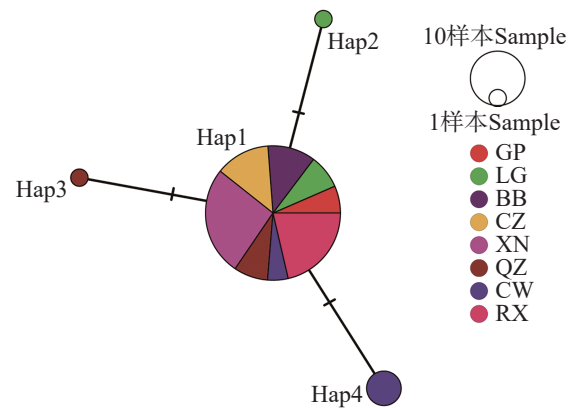 Hap2
10样本Sample
1样本Sample
Hap1
Hap3
Hap4
GP
LG
BB
CZ
XN
QZ
CW
RX